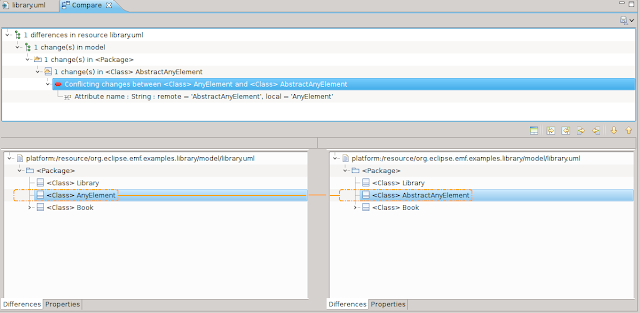 library.uml
Compare
1 differences in resource library.uml
1 change(s) in model
1 change(s) in <Package>
1 change(s) in <Class> AbstractAnyElement
Conflicting changes between <Class> AnyElement and <Class> AbstractAnyElement
Attribute name : String : remote = 'AbstractAnyElement', local = 'AnyElement'
platform:/resource/org.eclipse.emf.examples.library/model/library.uml
<Package>
<Class> Library
<Class> AnyElement
<Class> Book
platform:/resource/org.eclipse.emf.examples.library/model/library.uml
<Package>
<Class> Library
<Class> AbstractAnyElement
<Class> Book
Differences Properties
Differences Properties